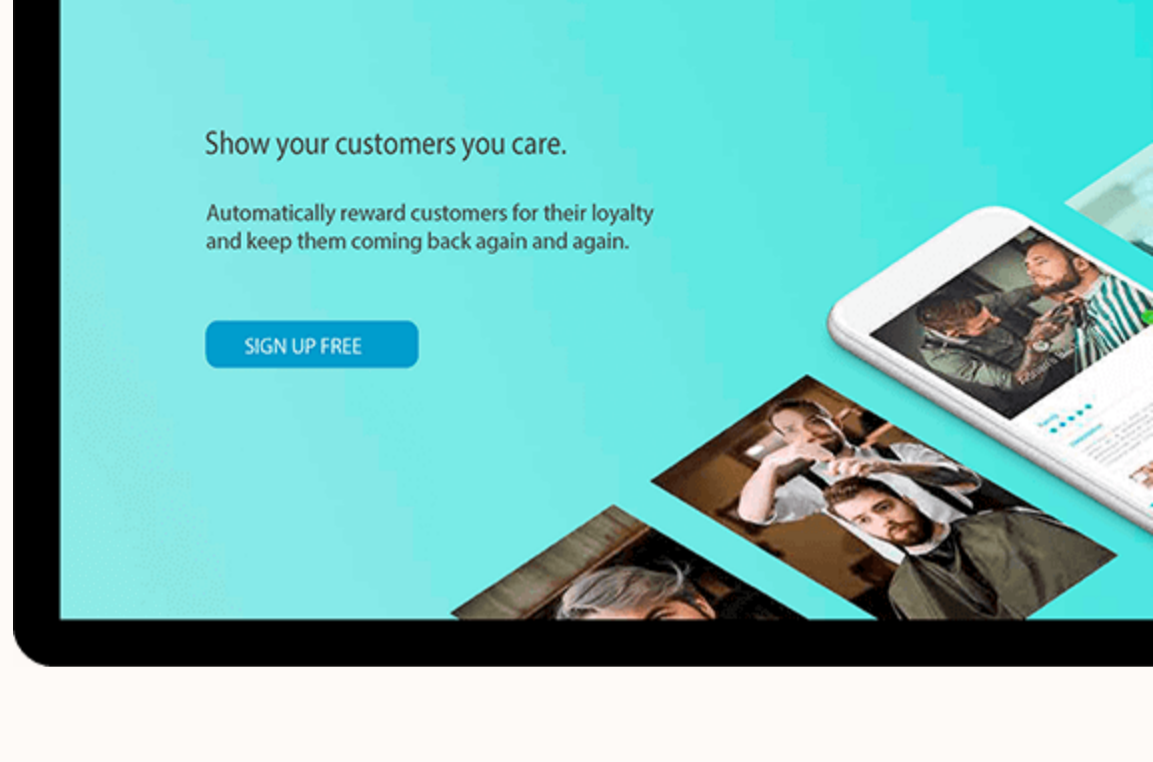 Show your customers you care.
Automatically reward customers for their loyalty
and keep them coming back again and again.
SIGN UP FREE